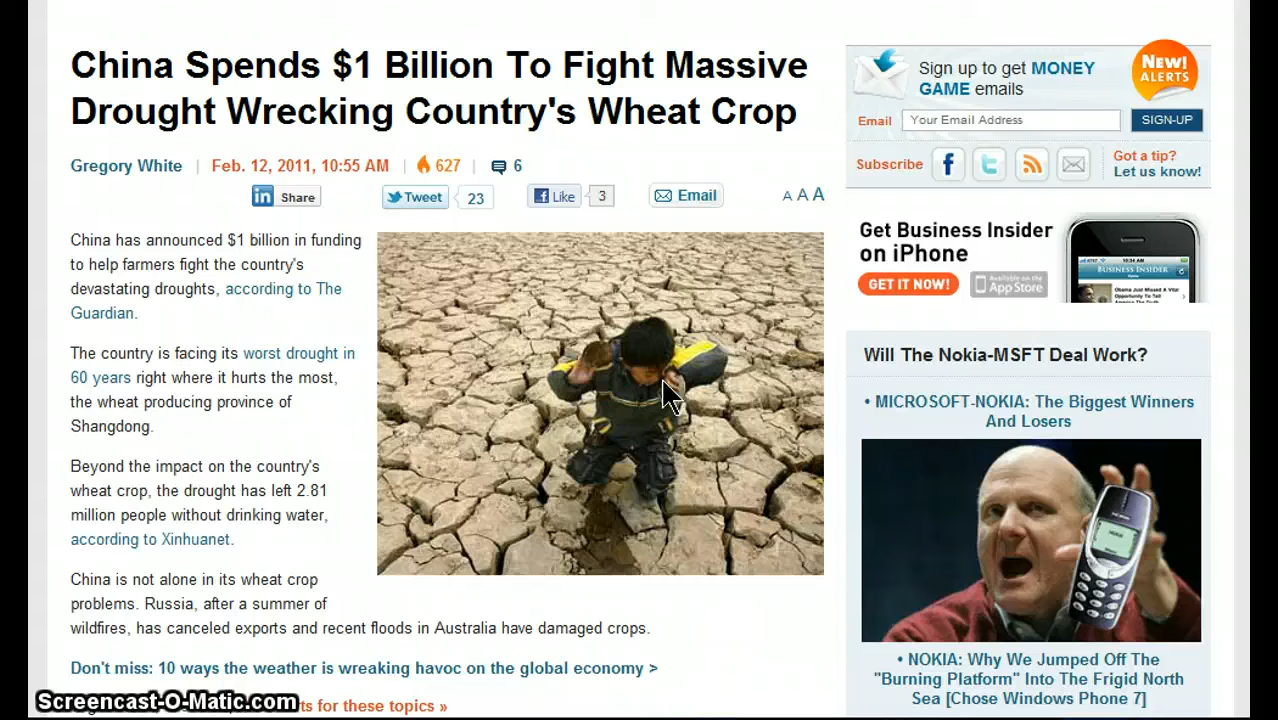 China Spends $1 Billion To Fight Massive
Drought Wrecking Country's Wheat Crop
Gregory White | Feb. 12, 2011, 10:55 AM | 627 | 6
Share
Tweet 23
Like 3
Email
A A A
China has announced $1 billion in funding
to help farmers fight the country's
devastating droughts, according to The
Guardian.
The country is facing its worst drought in
60 years right where it hurts the most,
the wheat producing province of
Shangdong.
Beyond the impact on the country's
wheat crop, the drought has left 2.81
million people without drinking water,
according to Xinhuanet.
China is not alone in its wheat crop
problems. Russia, after a summer of
wildfires, has canceled exports and recent floods in Australia have damaged crops.
Don't miss: 10 ways the weather is wreaking havoc on the global economy >
ts for these topics »
Screencast-O-Matic.com
Sign up to get MONEY
GAME emails
NEW!
ALERTS
Email Your Email Address SIGN-UP
Subscribe
Got a tip?
Let us know!
Get Business Insider
on iPhone
GET IT NOW!
Available on the
App Store
BUSINESS INSIDER
Will The Nokia-MSFT Deal Work?
• MICROSOFT-NOKIA: The Biggest Winners
And Losers
• NOKIA: Why We Jumped Off The
"Burning Platform" Into The Frigid North
Sea [Chose Windows Phone 7]